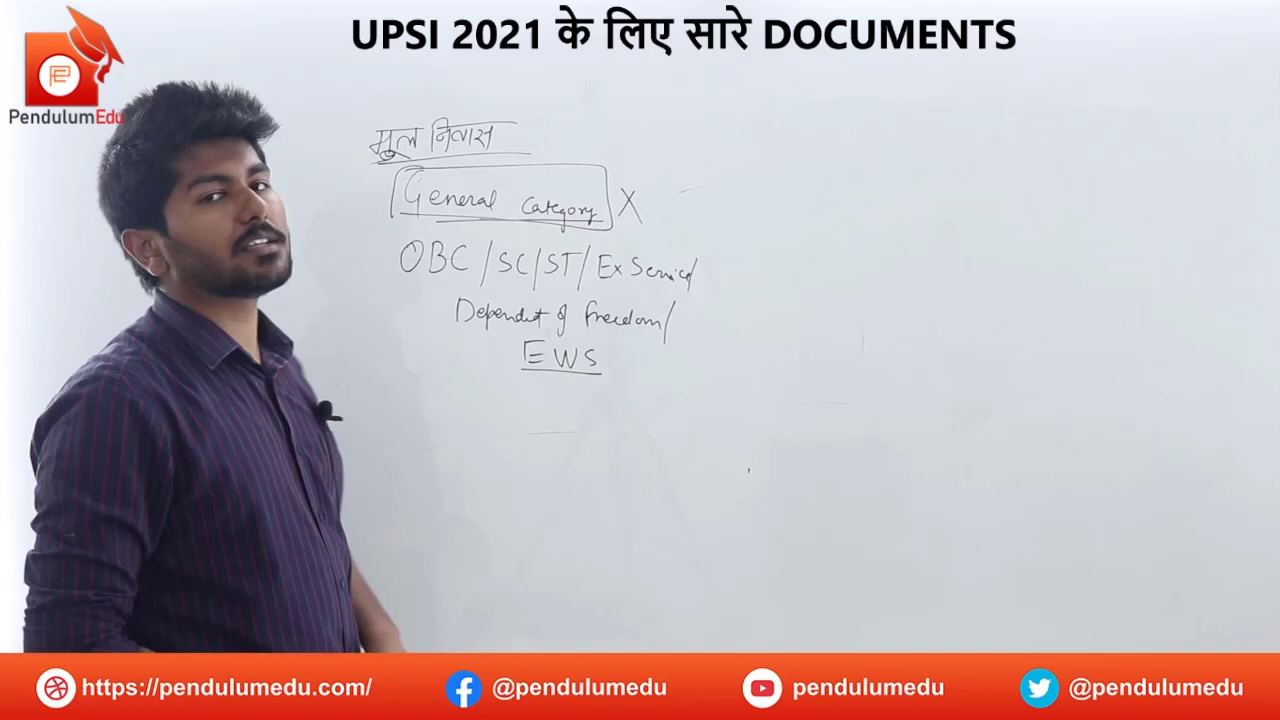 UPSI 2021 के लिए सारे DOCUMENTS
PendulumEdu
मूल निवास
General Category X
OBC / SC / ST / Ex Service /
Dependent of freedom /
EWS
https://pendulumedu.com/
@pendulumedu
pendulumedu
@pendulumedu